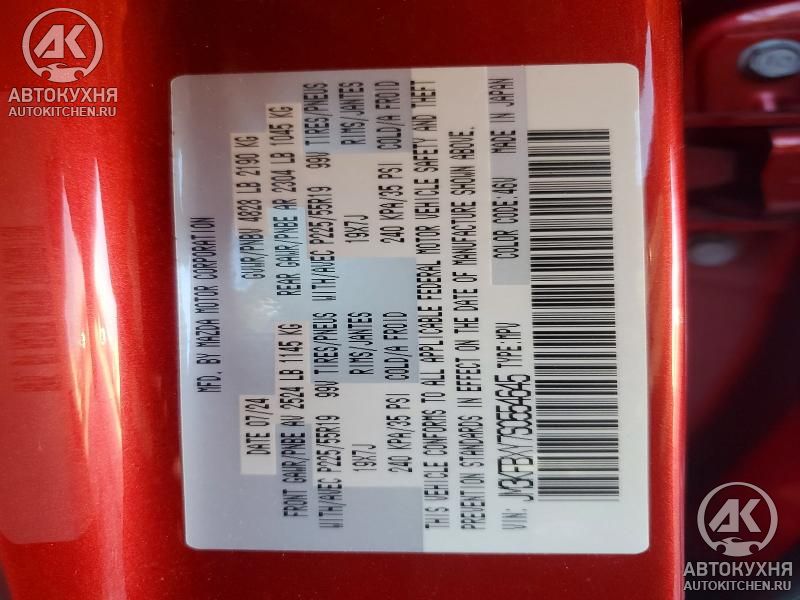 АК
АВТОКУХНЯ
AUTOKITCHEN.RU
MFD. BY MAZDA MOTOR CORPORATION
DATE 07/24 GVWR/PNBV 4828 LB 2190 KG
FRONT GAWR/PNBE AV 2524 LB 1145 KG REAR GAWR/PNBE AR 2304 LB 1045 KG
WITH/AVEC P225/55R19 99V TIRES/PNEUS WITH/AVEC P225/55R19 99V TIRES/PNEUS
19X7J RIMS/JANTES 19X7J RIMS/JANTES
240 KPA/35 PSI COLD/A FROID 240 KPA/35 PSI COLD/A FROID
THIS VEHICLE CONFORMS TO ALL APPLICABLE FEDERAL MOTOR VEHICLE SAFETY AND THEFT
PREVENTION STANDARDS IN EFFECT ON THE DATE OF MANUFACTURE SHOWN ABOVE.
VIN: TYPE:MPV COLOR CODE:46V MADE IN JAPAN
АК
АВТОКУХНЯ
AUTOKITCHEN.RU